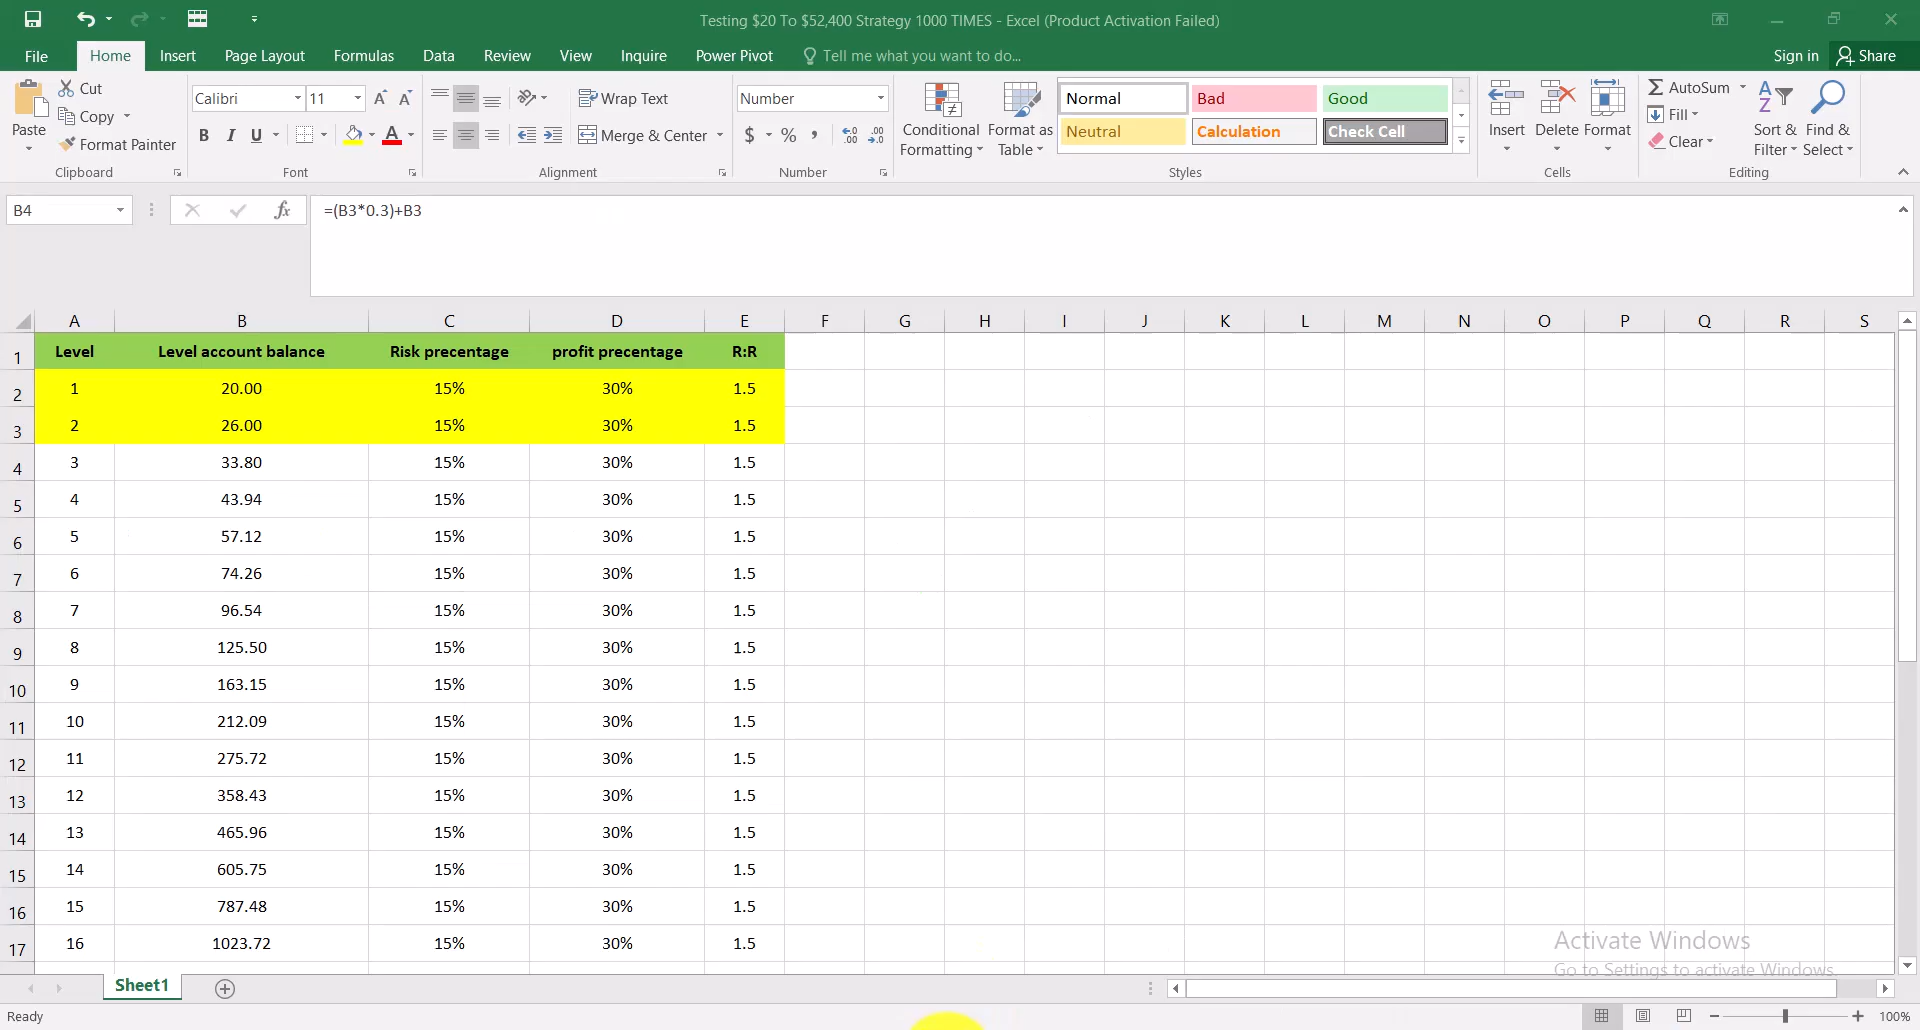 Testing $20 To $52,400 Strategy 1000 TIMES - Excel (Product Activation Failed)
File Home Insert Page Layout Formulas Data Review View Inquire Power Pivot Tell me what you want to do... Sign in Share
Paste Cut Copy Format Painter Clipboard
Calibri 11 B I U A A Font
Wrap Text Merge & Center Alignment
Number $ % , Number
Conditional Formatting Format as Table
Normal Bad Good
Neutral Calculation Check Cell
Styles
Insert Delete Format Cells
AutoSum Fill Clear Sort & Filter Find & Select Editing
B4 fx =(B3*0.3)+B3
A B C D E F G H I J K L M N O P Q R S
1 Level Level account balance Risk precentage profit precentage R:R
2 1 20.00 15% 30% 1.5
3 2 26.00 15% 30% 1.5
4 3 33.80 15% 30% 1.5
5 4 43.94 15% 30% 1.5
6 5 57.12 15% 30% 1.5
7 6 74.26 15% 30% 1.5
8 7 96.54 15% 30% 1.5
9 8 125.50 15% 30% 1.5
10 9 163.15 15% 30% 1.5
11 10 212.09 15% 30% 1.5
12 11 275.72 15% 30% 1.5
13 12 358.43 15% 30% 1.5
14 13 465.96 15% 30% 1.5
15 14 605.75 15% 30% 1.5
16 15 787.48 15% 30% 1.5
17 16 1023.72 15% 30% 1.5
Activate Windows
Go to Settings to activate Windows.
Sheet1
Ready 100%